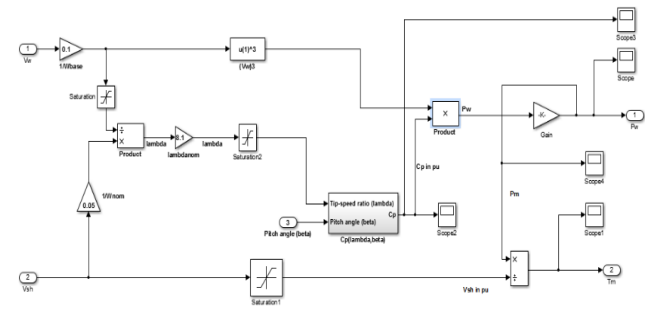 Scope3
1
Vw
0.1
1/Wbase
u(1)^3
(Vw)3
Scope
Saturation
÷
×
Product
lambda
8.1
lambdanom
lambda
Saturation2
×
Product
Pw
-K-
Gain
1
Pw
0.05
1/Wnom
Cp in pu
Scope4
Tip-speed ratio (lambda)
Pitch angle (beta)
Cp
Cp(lambda,beta)
3
Pitch angle (beta)
Scope2
Pm
Scope1
2
Vsh
Saturation1
Vsh in pu
×
÷
2
Tm